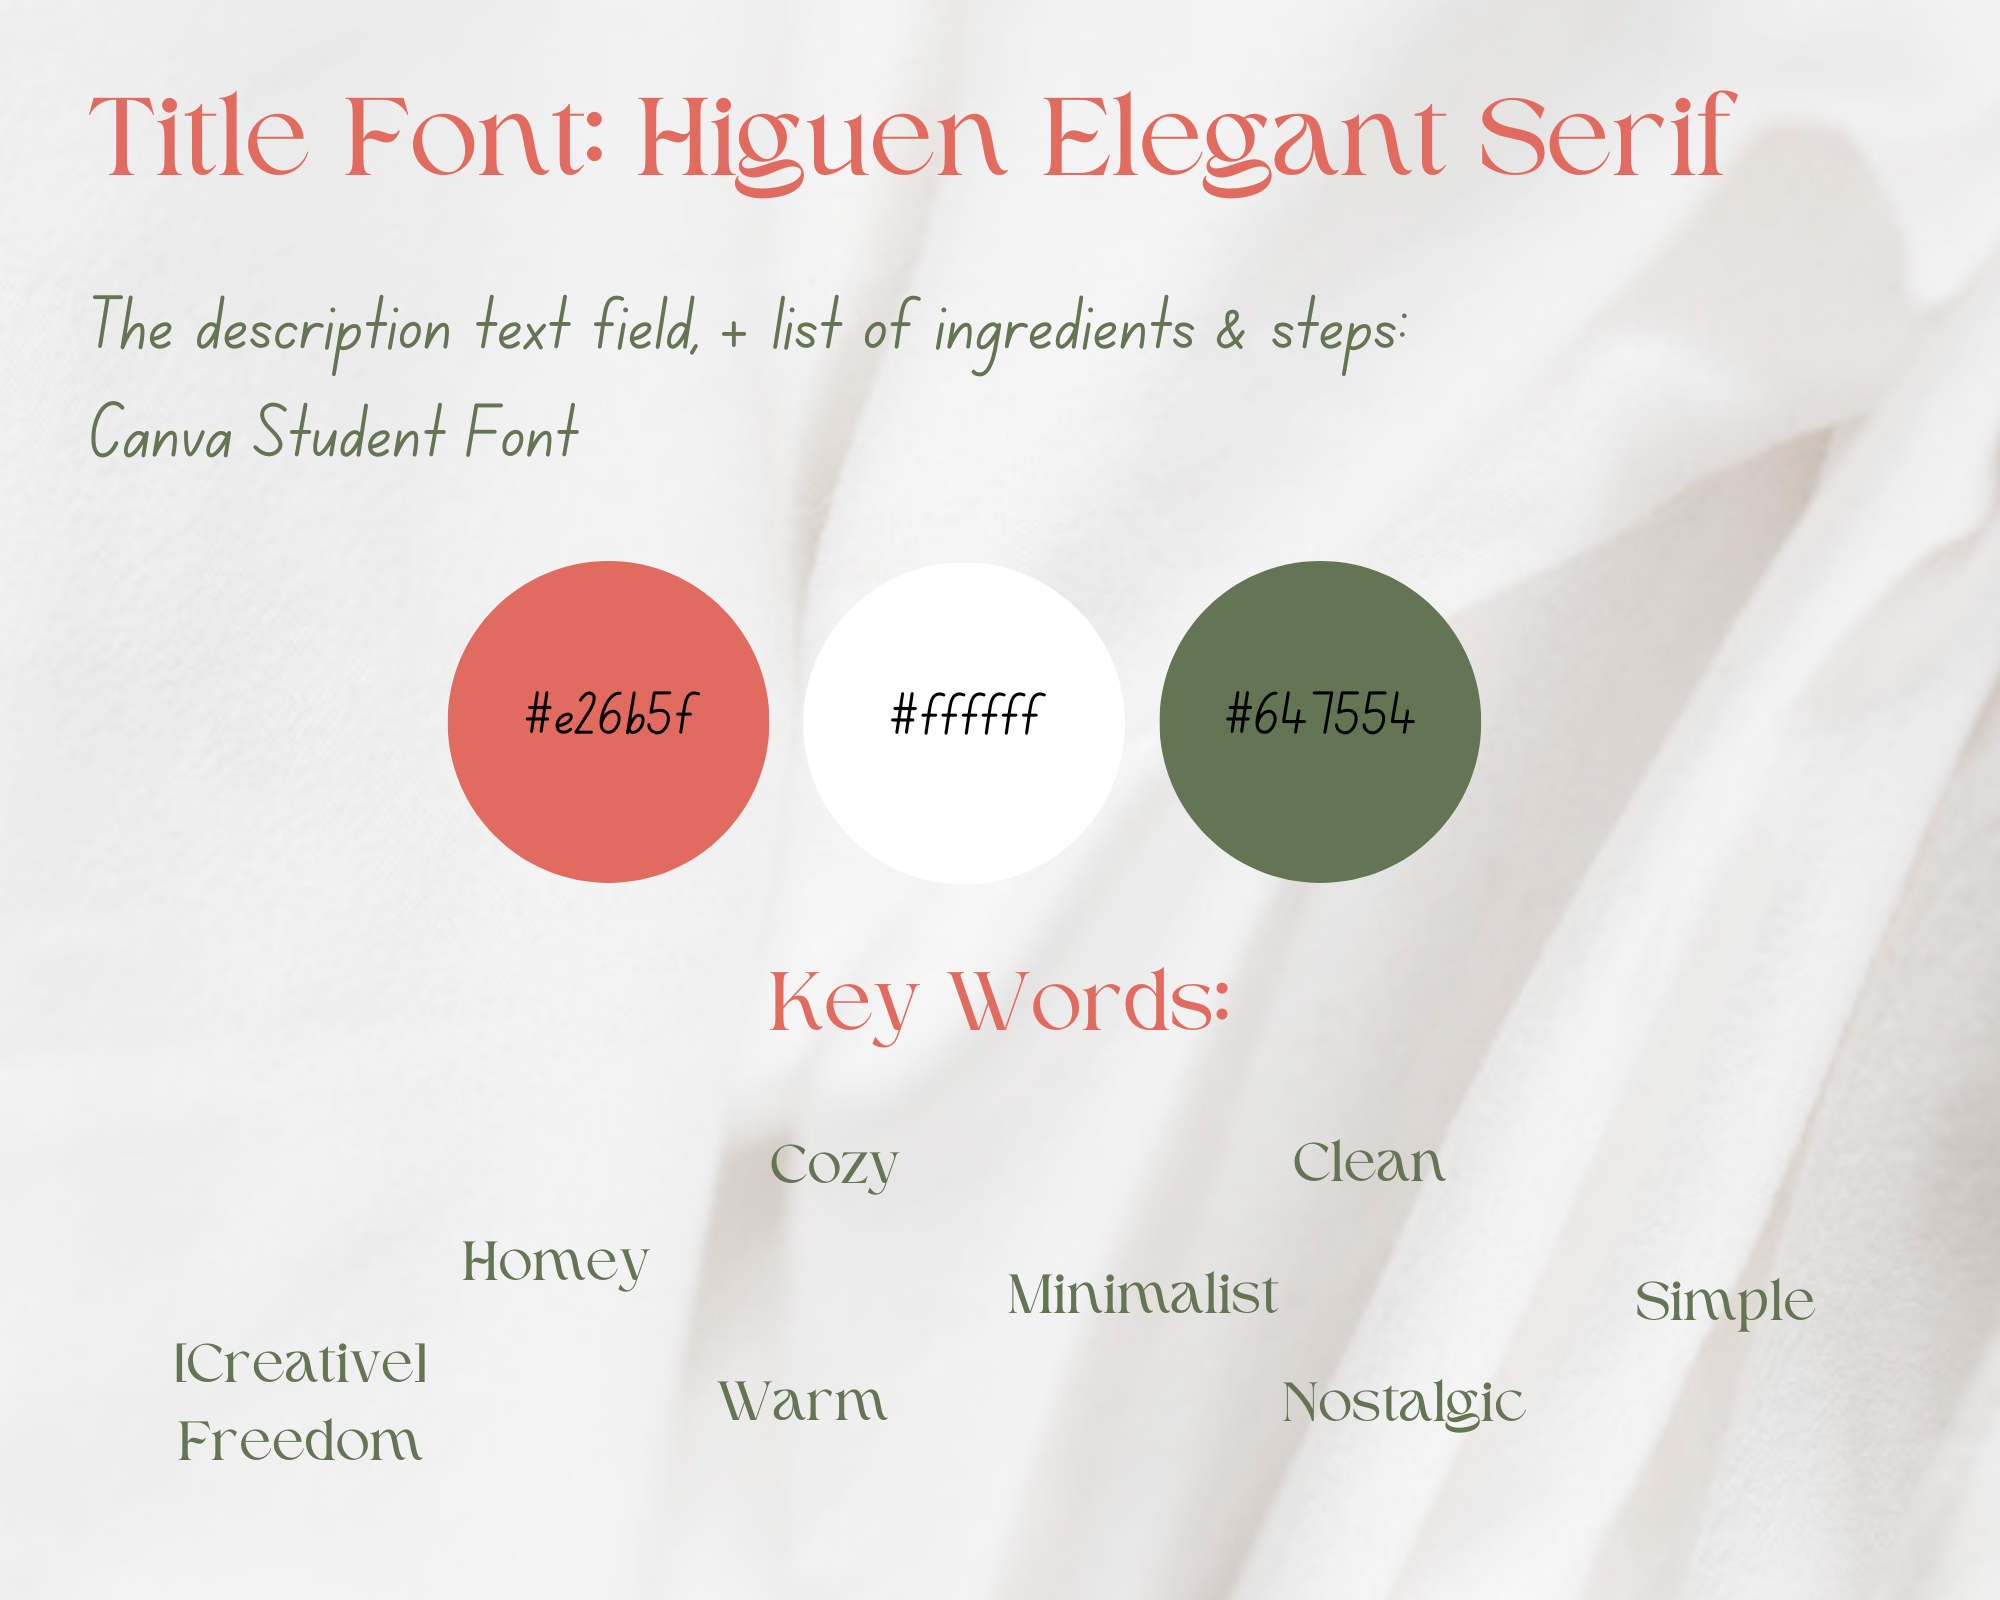 Title Font: Higuen Elegant Serif
The description text field, + list of ingredients & steps:
Canva Student Font
#e26b5f
#ffffff
#647554
Key Words:
Cozy
Clean
Homey
Minimalist
Simple
[Creative]
Freedom
Warm
Nostalgic